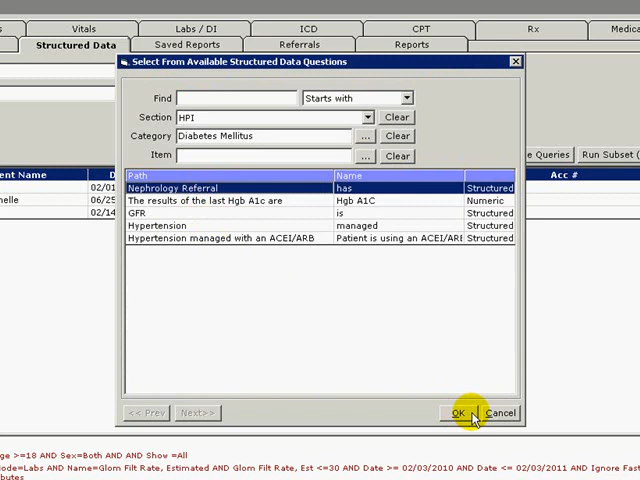 s Vitals Labs / DI ICD CPT Rx Medica
Structured Data Saved Reports Referrals Reports
Select From Available Structured Data Questions
Find Starts with
Section HPI Clear
Category Diabetes Mellitus ... Clear
Item ... Clear
e Queries Run Subset (
ent Name D Path Name Acc #
02/01 Nephrology Referral has Structured
nelle 06/25 The results of the last Hgb A1c are Hgb A1C Numeric
02/14 GFR is Structured
Hypertension managed Structured
Hypertension managed with an ACEI/ARB Patient is using an ACEI/ARB Structured
<< Prev Next>> OK Cancel
ge >=18 AND Sex=Both AND AND Show =All
ode=Labs AND Name=Glom Filt Rate, Estimated AND Glom Filt Rate, Est <=30 AND Date >= 02/03/2010 AND Date <= 02/03/2011 AND Ignore Fast
butes